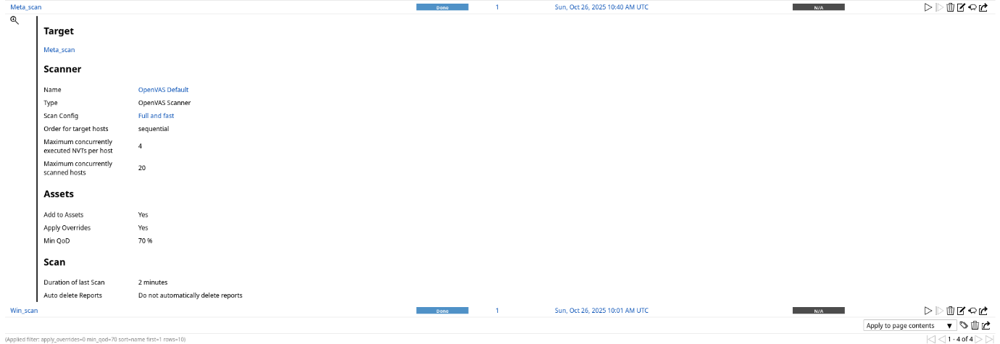 Meta_scan Done 1 Sun, Oct 26, 2025 10:40 AM UTC N/A
Target
Meta_scan
Scanner
Name OpenVAS Default
Type OpenVAS Scanner
Scan Config Full and fast
Order for target hosts sequential
Maximum concurrently
executed NVTs per host 4
Maximum concurrently
scanned hosts 20
Assets
Add to Assets Yes
Apply Overrides Yes
Min QoD 70 %
Scan
Duration of last Scan 2 minutes
Auto delete Reports Do not automatically delete reports
Win_scan Done 1 Sun, Oct 26, 2025 10:01 AM UTC N/A
Apply to page contents ▼
(Applied filter: apply_overrides=0 min_qod=70 sort=name first=1 rows=10) 1 - 4 of 4